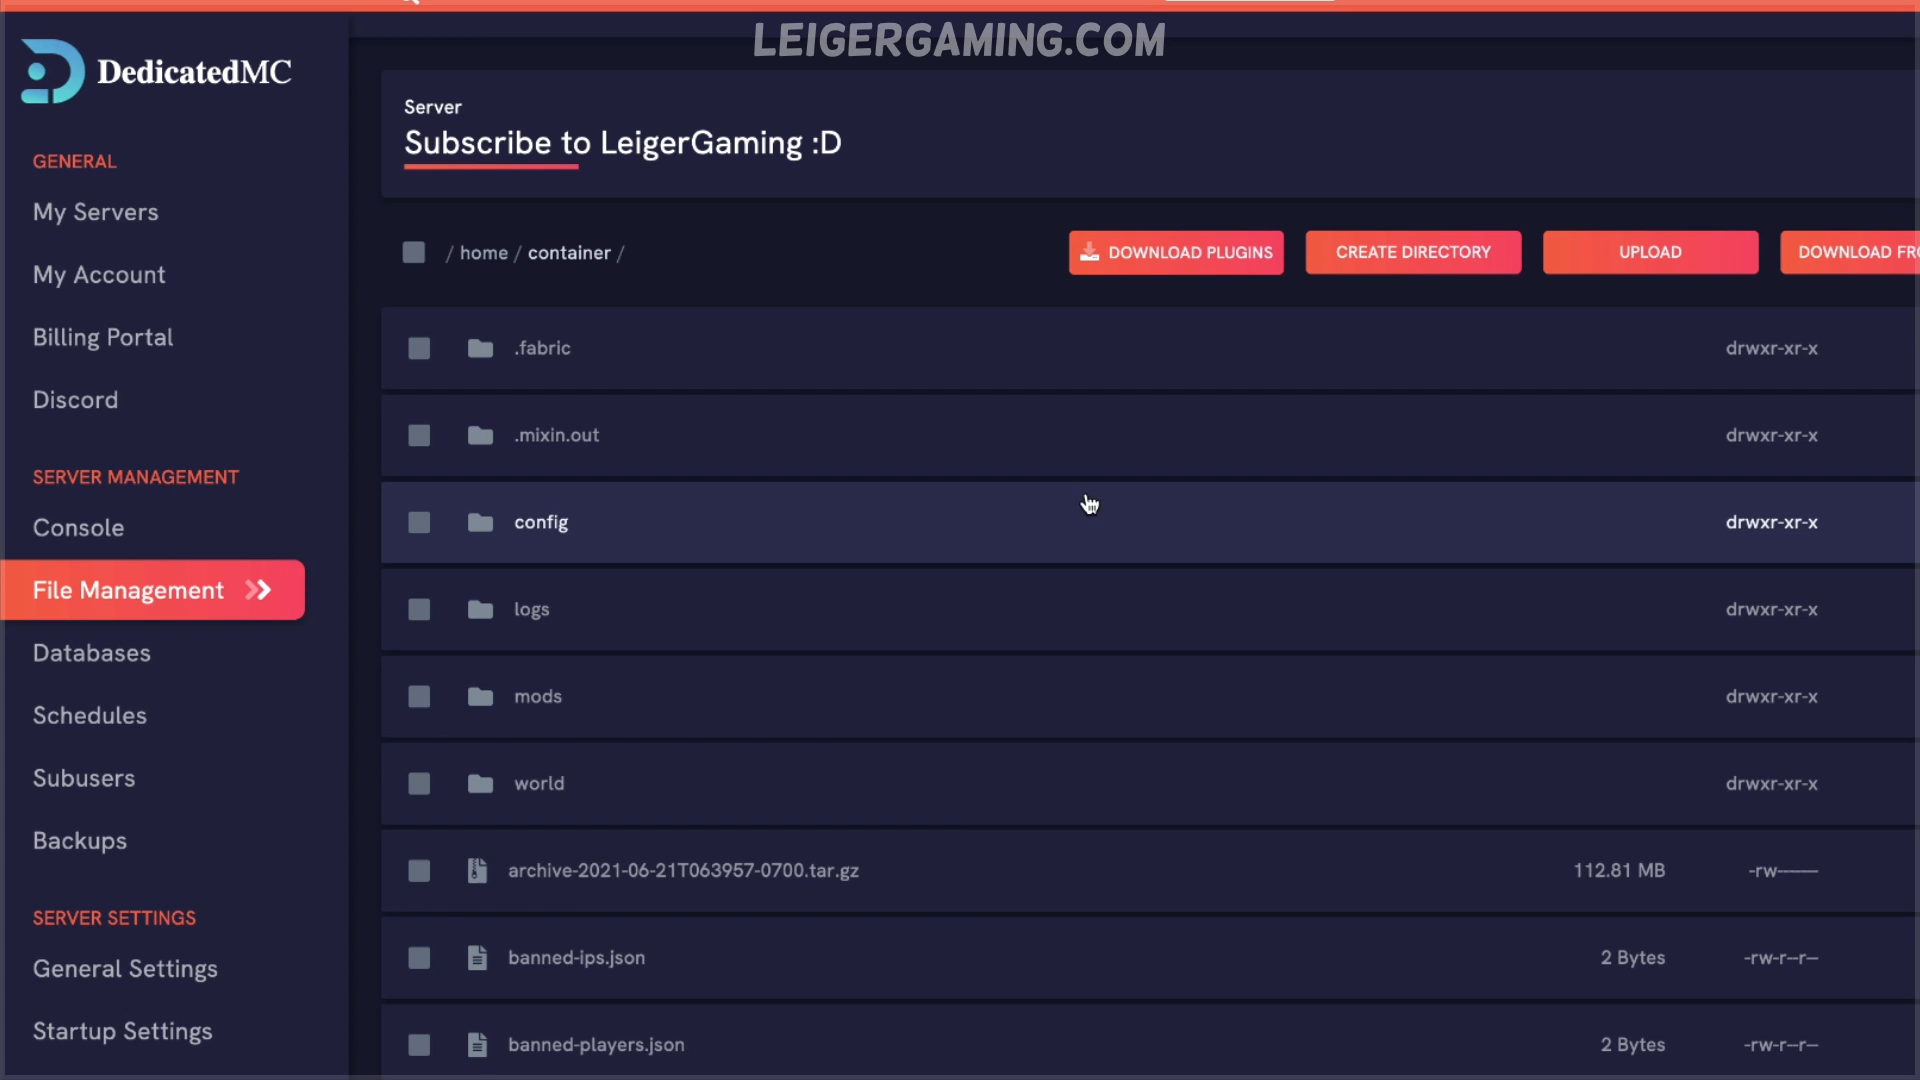 LEIGERGAMING.COM
DedicatedMC
GENERAL
My Servers
My Account
Billing Portal
Discord
SERVER MANAGEMENT
Console
File Management
Databases
Schedules
Subusers
Backups
SERVER SETTINGS
General Settings
Startup Settings
Server
Subscribe to LeigerGaming :D
/ home / container /
DOWNLOAD PLUGINS
CREATE DIRECTORY
UPLOAD
DOWNLOAD FRO
.fabric drwxr-xr-x
.mixin.out drwxr-xr-x
config drwxr-xr-x
logs drwxr-xr-x
mods drwxr-xr-x
world drwxr-xr-x
archive-2021-06-21T063957-0700.tar.gz 112.81 MB -rw-------
banned-ips.json 2 Bytes -rw-r--r--
banned-players.json 2 Bytes -rw-r--r--